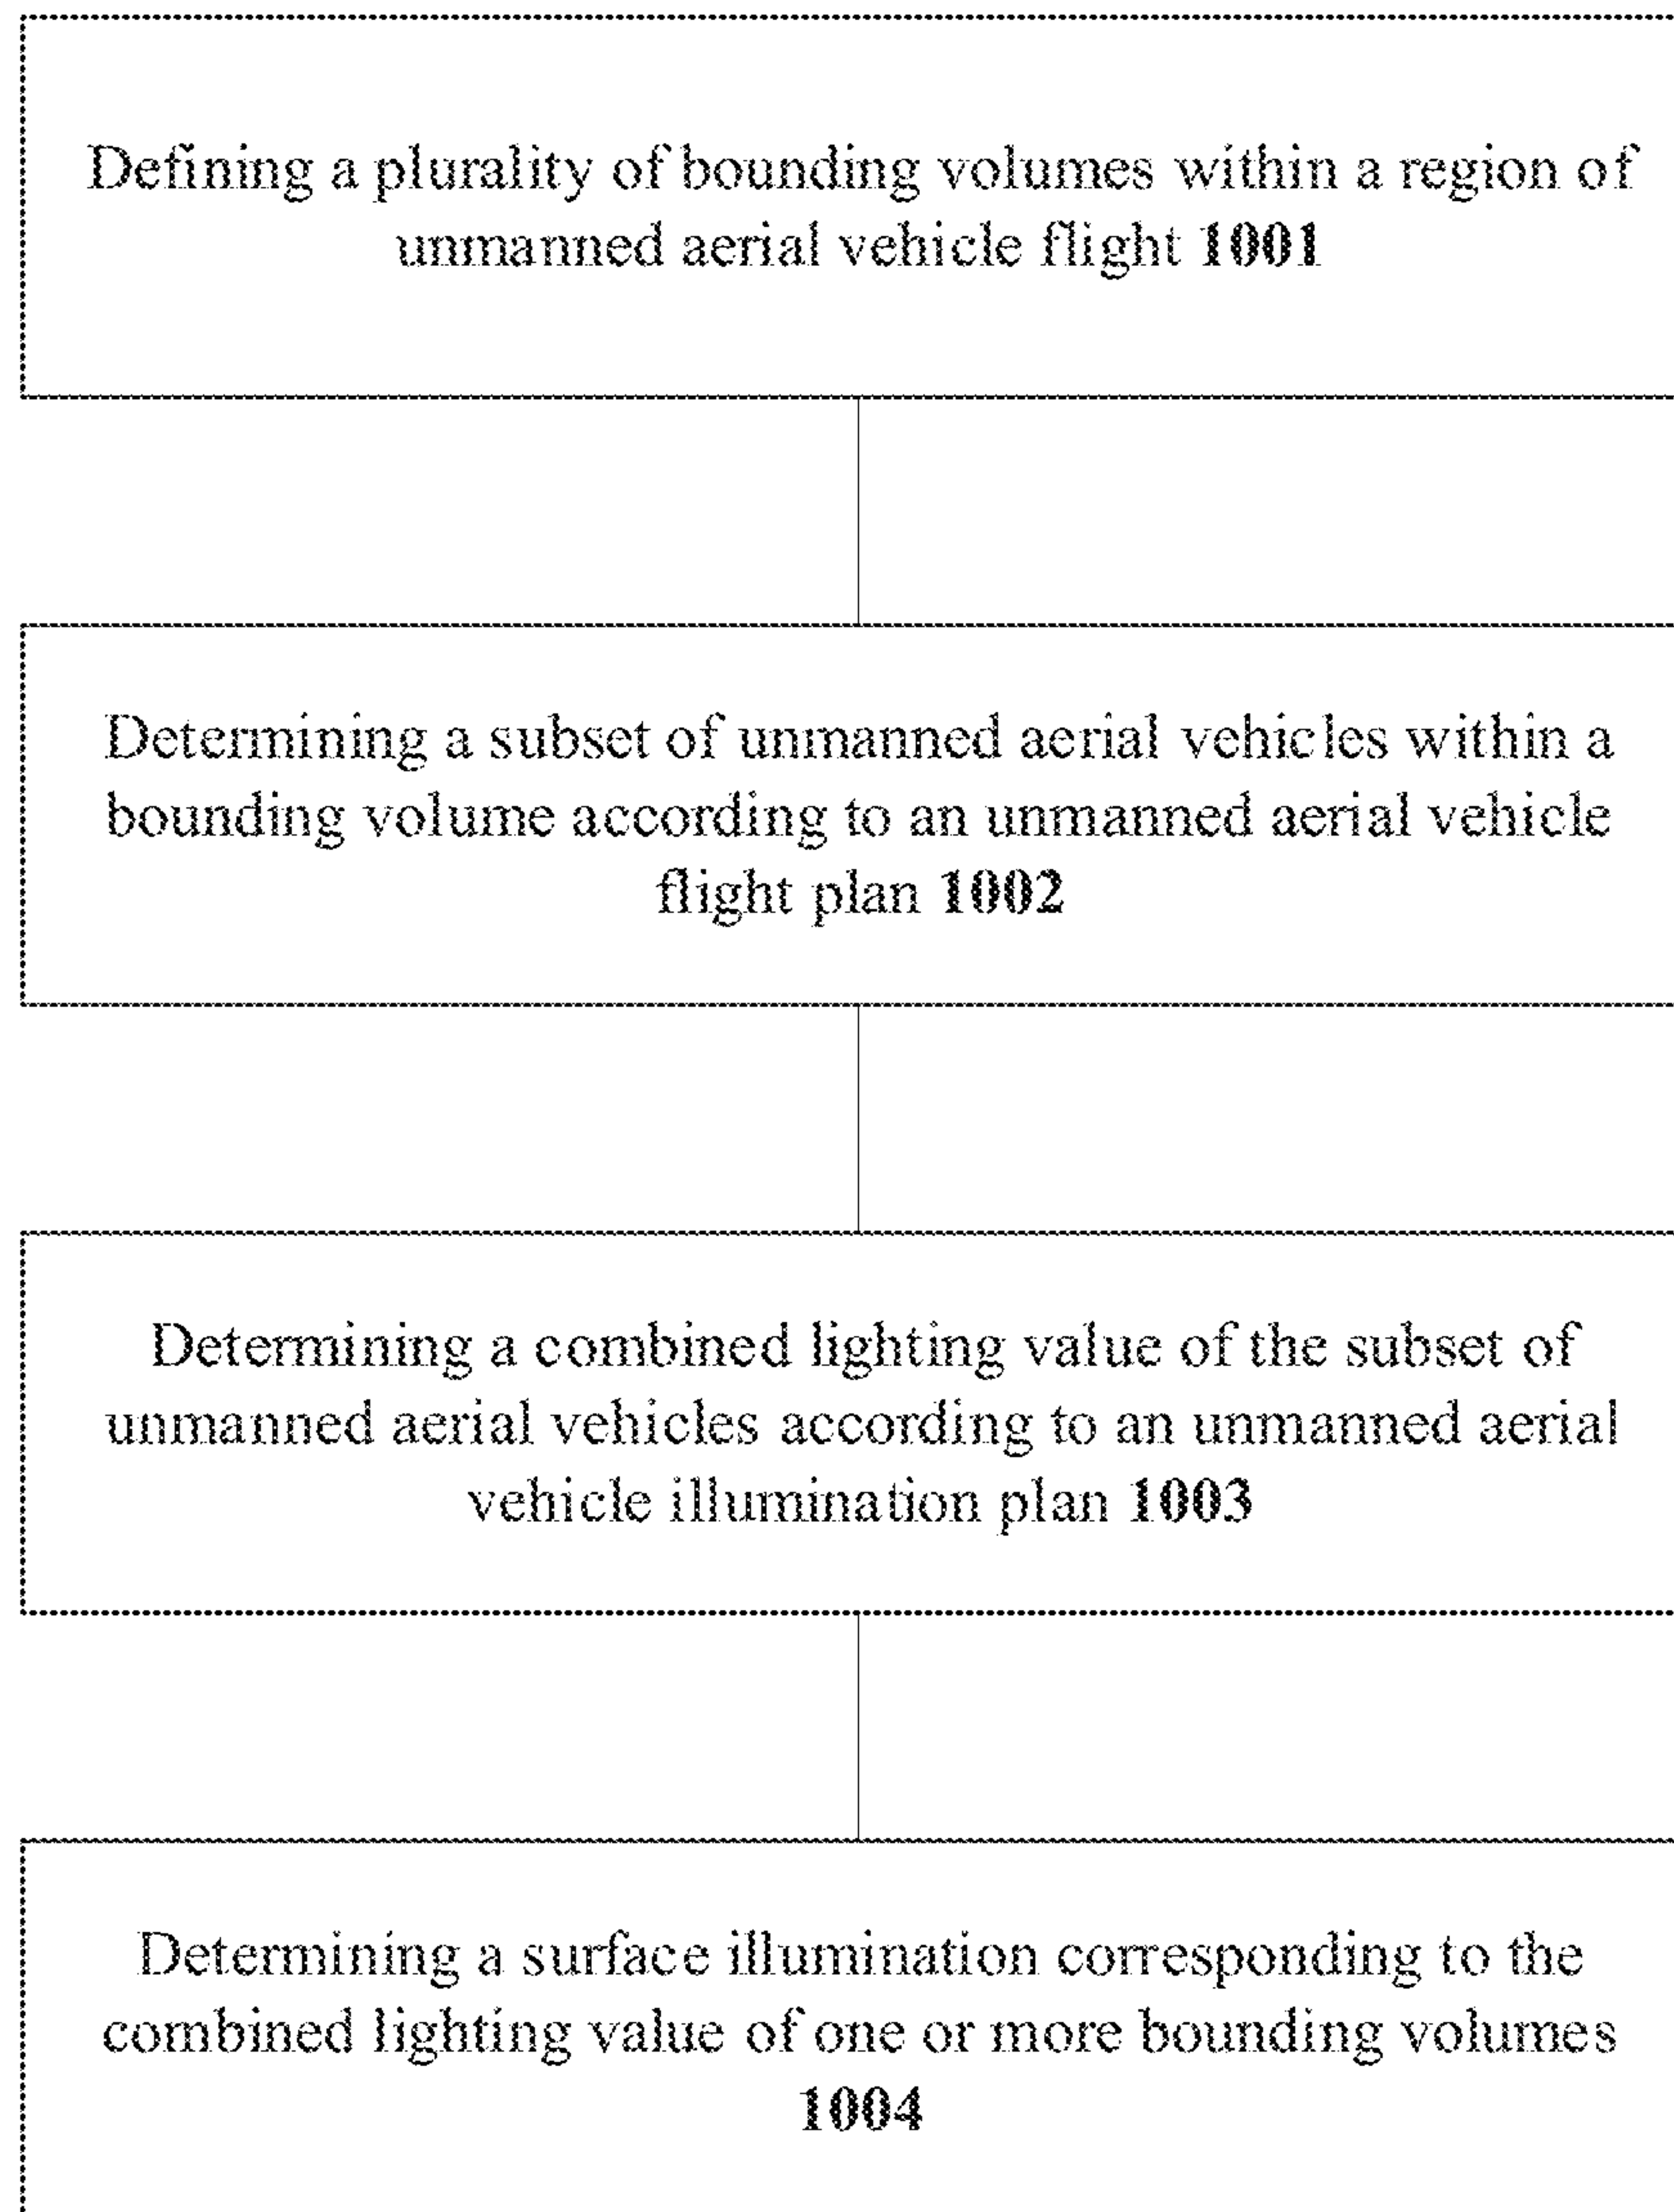 Defining a plurality of bounding volumes within a region of
unmanned aerial vehicle flight 1001
Determining a subset of unmanned aerial vehicles within a
bounding volume according to an unmanned aerial vehicle
flight plan 1002
Determining a combined lighting value of the subset of
unmanned aerial vehicles according to an unmanned aerial
vehicle illumination plan 1003
Determining a surface illumination corresponding to the
combined lighting value of one or more bounding volumes
1004